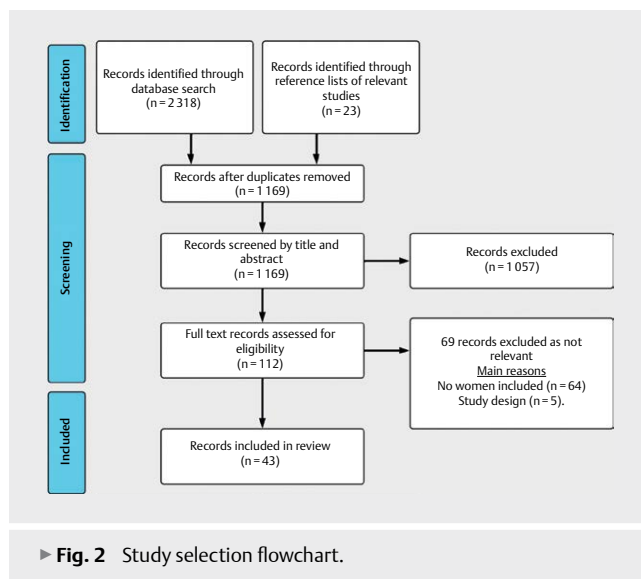 Identification
Records identified through
database search
(n = 2 318)
Records identified through
reference lists of relevant
studies
(n = 23)
Screening
Records after duplicates removed
(n = 1 169)
Records screened by title and
abstract
(n = 1 169)
Records excluded
(n = 1 057)
Full text records assessed for
eligibility
(n = 112)
69 records excluded as not
relevant
Main reasons
No women included (n = 64)
Study design (n = 5).
Included
Records included in review
(n = 43)
▶ Fig. 2 Study selection flowchart.